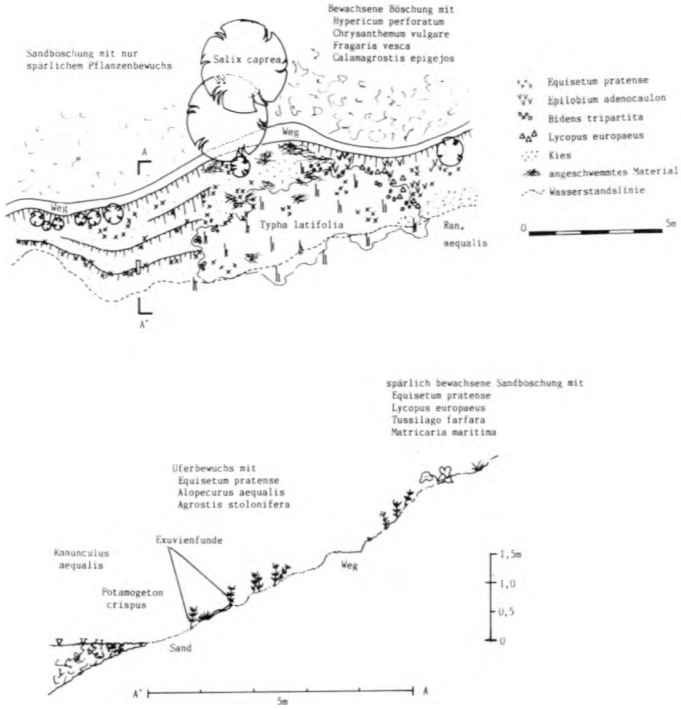 Bewachsene Böschung mit
Hypericum perforatum
Chrysanthemum vulgare
Fragaria vesca
Calamagrostis epigejos
Sandböschung mit nur
spärlichem Pflanzenbewuchs
Salix caprea
Equisetum pratense
Epilobium adenocaulon
Bidens tripartita
Lycopus europaeus
Kies
angeschwemmtes Material
Wasserstandslinie
Weg
A
Weg
Typha latifolia
Ran.
aequalis
0
5m
A'
spärlich bewachsene Sandböschung mit
Equisetum pratense
Lycopus europaeus
Tussilago farfara
Matricaria maritima
Uferbewuchs mit
Equisetum pratense
Alopecurus aequalis
Agrostis stolonifera
Exuvienfunde
Ranunculus
aequalis
Potamogeton
crispus
Weg
1,5m
1,0
0,5
0
Sand
A'
A
5m